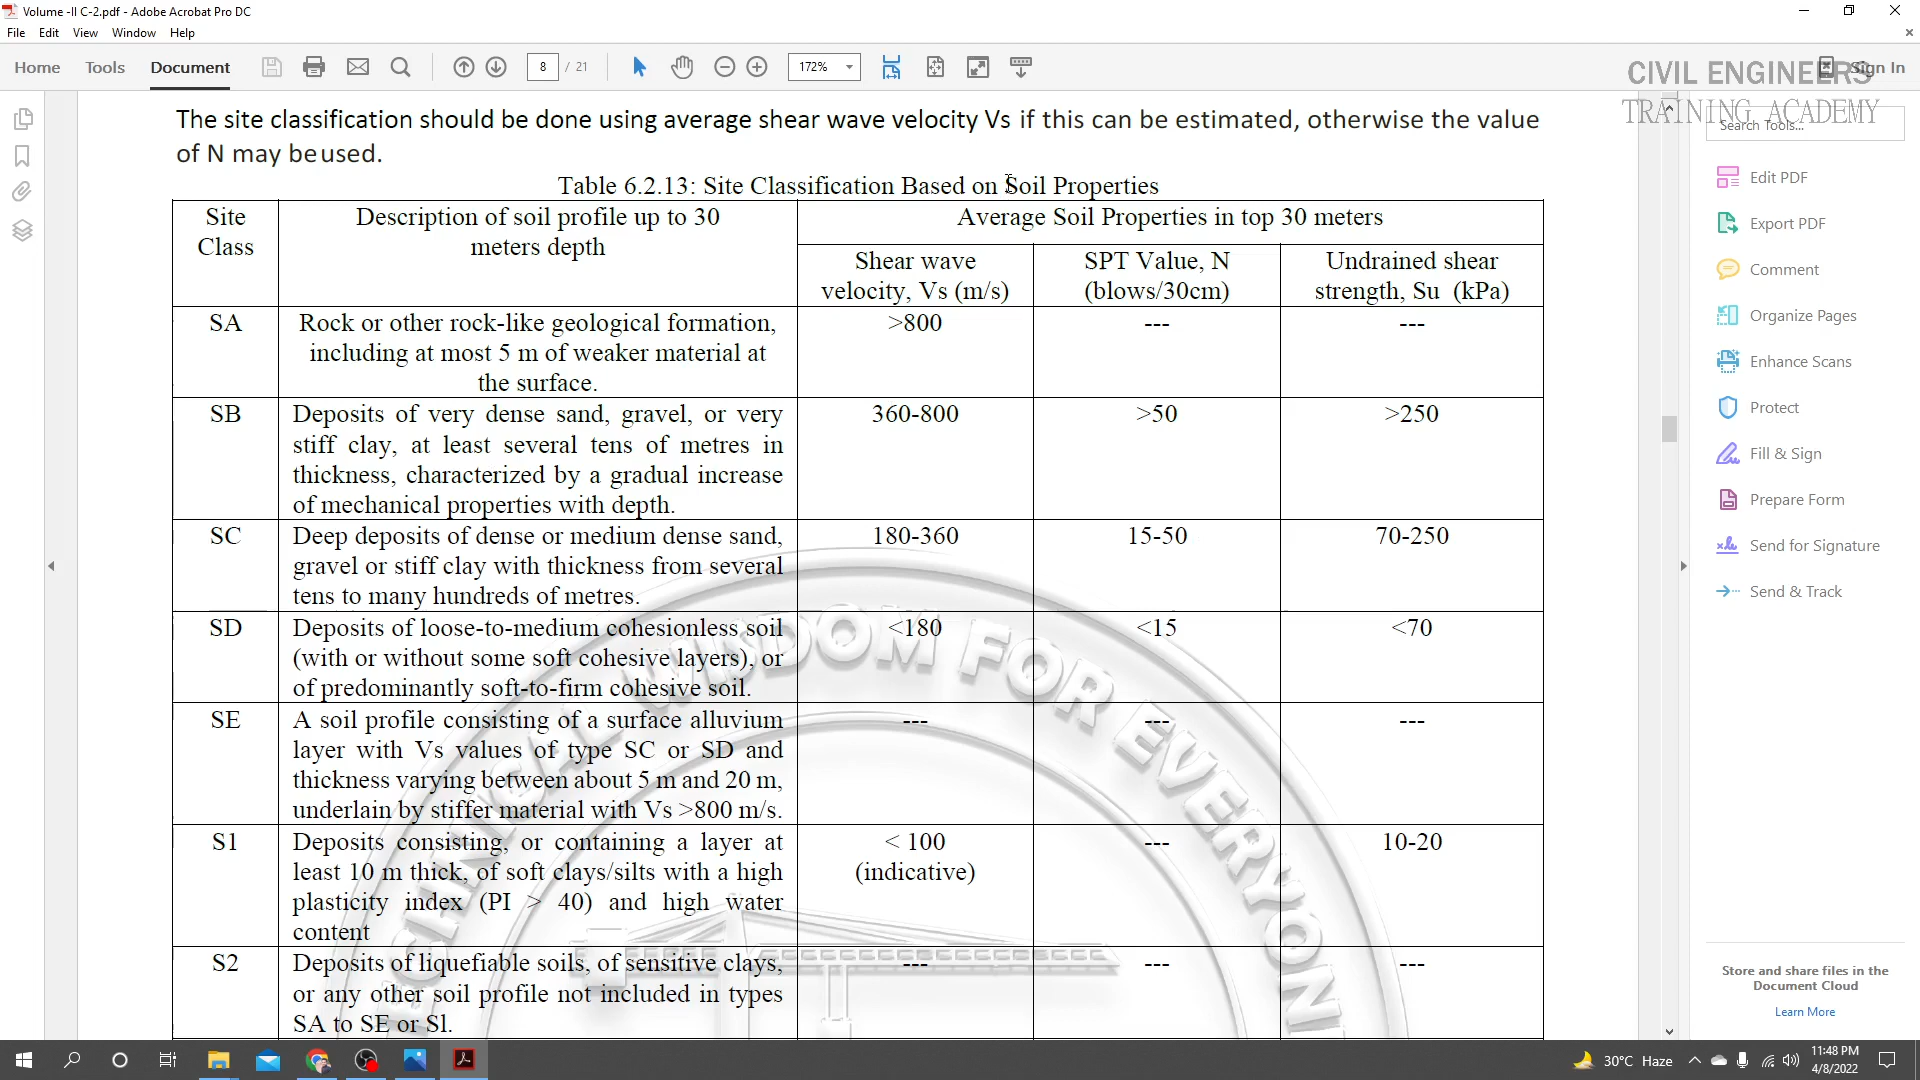 Volume -II C-2.pdf - Adobe Acrobat Pro DC
File Edit View Window Help
Home Tools Document 8 / 21 172% Sign In
CIVIL ENGINEERS
TRAINING ACADEMY
Search Tools...
The site classification should be done using average shear wave velocity Vs if this can be estimated, otherwise the value
of N may be used.
Table 6.2.13: Site Classification Based on Soil Properties
Site
Class
Description of soil profile up to 30
meters depth
Average Soil Properties in top 30 meters
Shear wave
velocity, Vs (m/s)
SPT Value, N
(blows/30cm)
Undrained shear
strength, Su (kPa)
SA
Rock or other rock-like geological formation,
including at most 5 m of weaker material at
the surface.
>800
---
---
SB
Deposits of very dense sand, gravel, or very
stiff clay, at least several tens of metres in
thickness, characterized by a gradual increase
of mechanical properties with depth.
360-800
>50
>250
SC
Deep deposits of dense or medium dense sand,
gravel or stiff clay with thickness from several
tens to many hundreds of metres.
180-360
15-50
70-250
SD
Deposits of loose-to-medium cohesionless soil
(with or without some soft cohesive layers), or
of predominantly soft-to-firm cohesive soil.
<180
<15
<70
SE
A soil profile consisting of a surface alluvium
layer with Vs values of type SC or SD and
thickness varying between about 5 m and 20 m,
underlain by stiffer material with Vs >800 m/s.
---
---
---
S1
Deposits consisting, or containing a layer at
least 10 m thick, of soft clays/silts with a high
plasticity index (PI > 40) and high water
content
< 100
(indicative)
---
10-20
S2
Deposits of liquefiable soils, of sensitive clays,
or any other soil profile not included in types
SA to SE or Sl.
---
---
---
WISDOM FOR EVERYON
Edit PDF
Export PDF
Comment
Organize Pages
Enhance Scans
Protect
Fill & Sign
Prepare Form
Send for Signature
Send & Track
Store and share files in the
Document Cloud
Learn More
30°C Haze
11:48 PM
4/8/2022